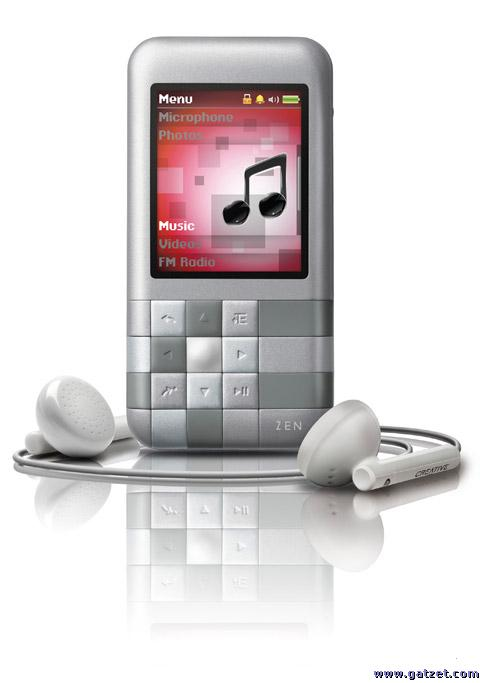 Menu
Microphone
Photos
Music
Videos
FM Radio
ZEN
CREATIVE
www.gatzet.com